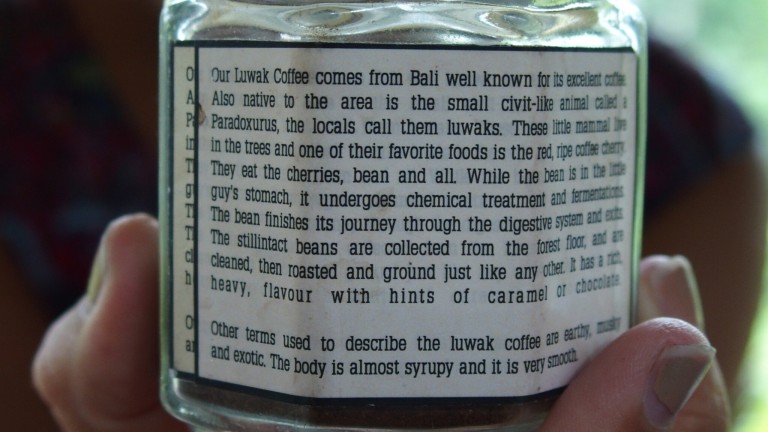 Our Luwak Coffee comes from Bali well known for its excellent coffee.
Also native to the area is the small civit-like animal called a
Paradoxurus, the locals call them luwaks. These little mammal live
in the trees and one of their favorite foods is the red, ripe coffee cherry.
They eat the cherries, bean and all. While the bean is in the little
guy's stomach, it undergoes chemical treatment and fermentations.
The bean finishes its journey through the digestive system and exits.
The stillintact beans are collected from the forest floor, and are
cleaned, then roasted and ground just like any other. It has a rich,
heavy, flavour with hints of caramel or chocolate.
Other terms used to describe the luwak coffee are earthy, musky
and exotic. The body is almost syrupy and it is very smooth.